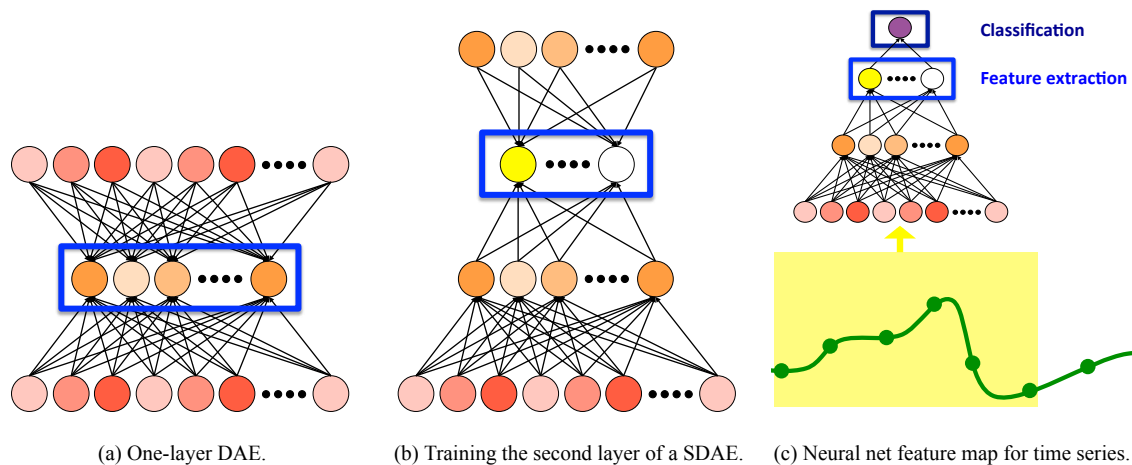 Classification
Feature extraction
(a) One-layer DAE.
(b) Training the second layer of a SDAE.
(c) Neural net feature map for time series.